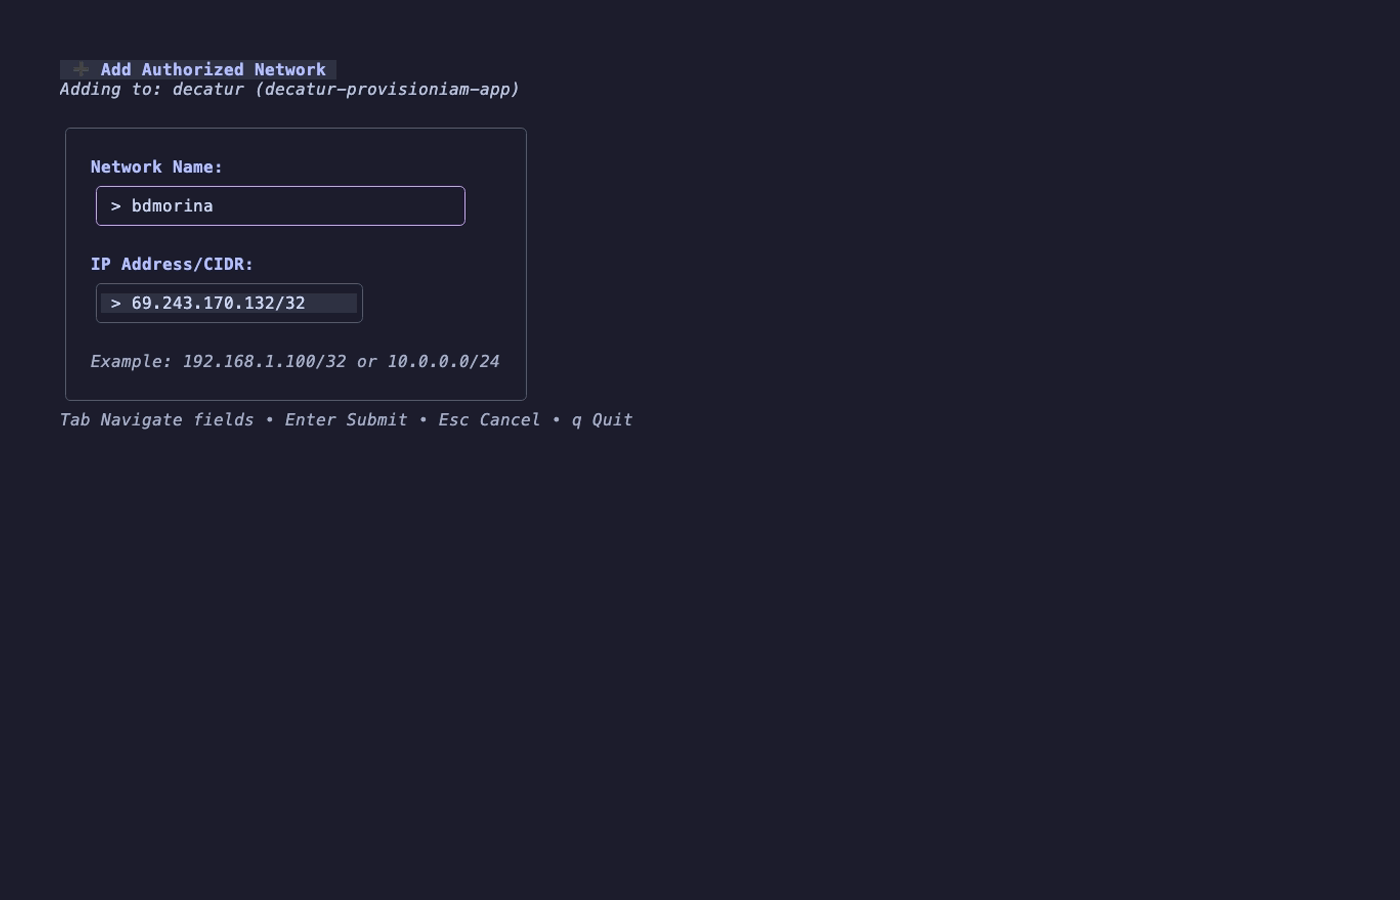 ➕ Add Authorized Network
Adding to: decatur (decatur-provisioniam-app)
Network Name:
> bdmorina
IP Address/CIDR:
> 69.243.170.132/32
Example: 192.168.1.100/32 or 10.0.0.0/24
Tab Navigate fields • Enter Submit • Esc Cancel • q Quit